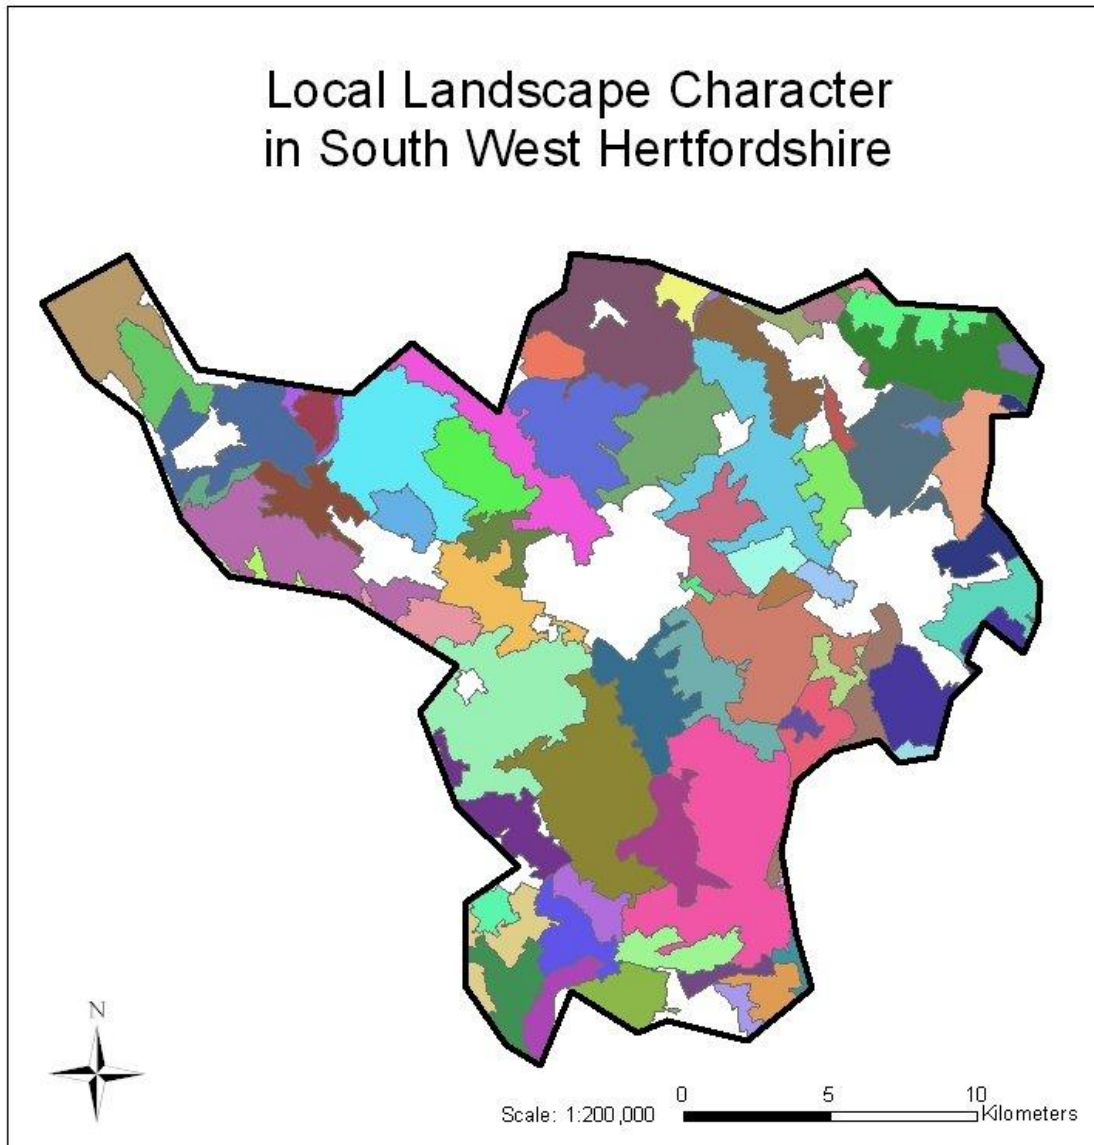 Local Landscape Character
in South West Hertfordshire
N
0 5 10
Scale: 1:200,000
Kilometers